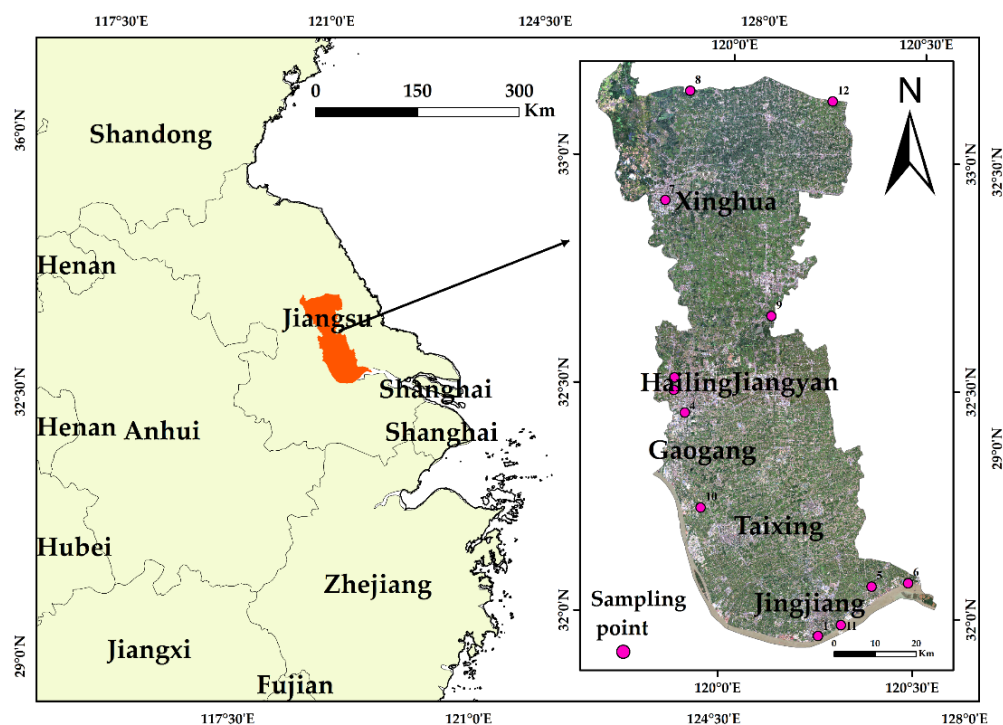 117°30'E
121°0'E
124°30'E
128°0'E
120°0'E
120°30'E
0
150
300
Km
36°0'N
32°30'N
29°0'N
Shandong
Henan
Jiangsu
Shanghai
Shanghai
Henan
Anhui
Hubei
Zhejiang
Jiangxi
Fujian
33°0'N
32°30'N
32°0'N
N
8
12
7
Xinghua
9
Hailing
Jiangyan
4
Gaogang
10
Taixing
5
6
Jingjiang
1
11
Sampling
point
0
10
20
Km
33°0'N
32°30'N
32°30'N
29°0'N
32°0'N
117°30'E
121°0'E
120°0'E
124°30'E
120°30'E
128°0'E